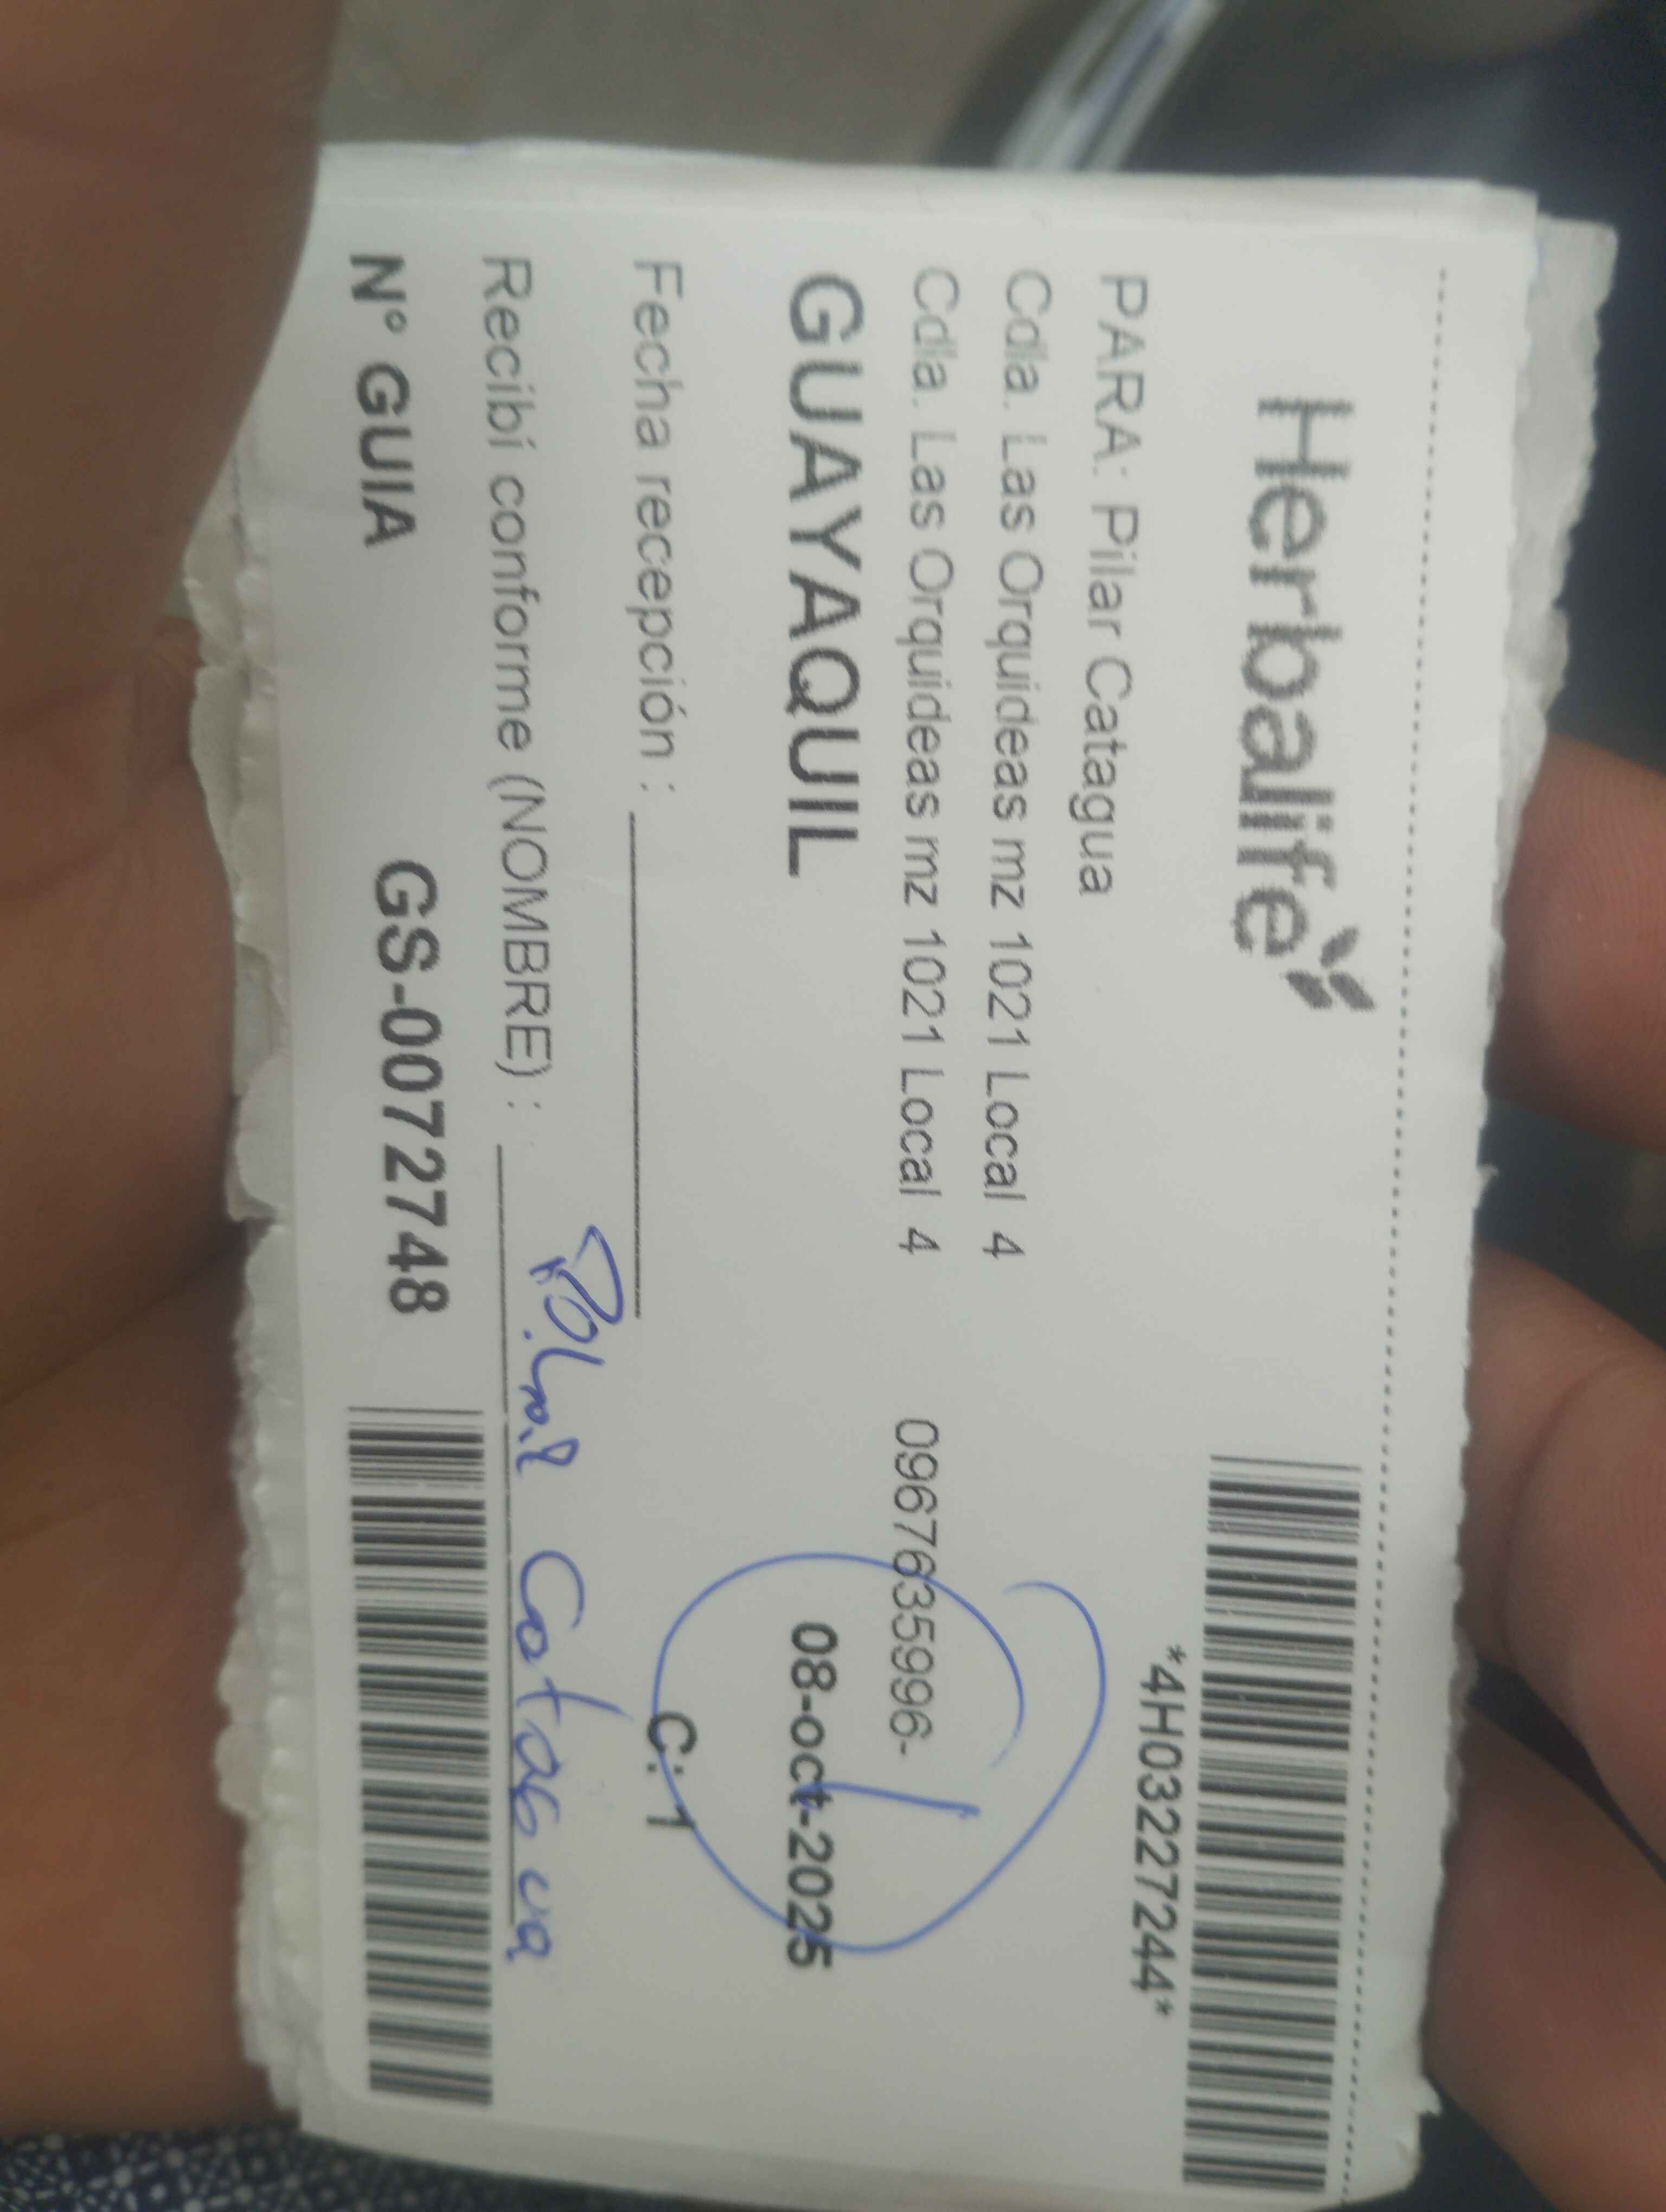 Herbalife
*4H03227244*
PARA: Pilar Catagua
Cdla. Las Orquideas mz 1021 Local 4
Cdla. Las Orquideas mz 1021 Local 4 0967635996-
GUAYAQUIL 08-oct-2025
Fecha recepción : C: 1
Recibí conforme (NOMBRE) : Pilar Catagua
N° GUIA GS-0072748